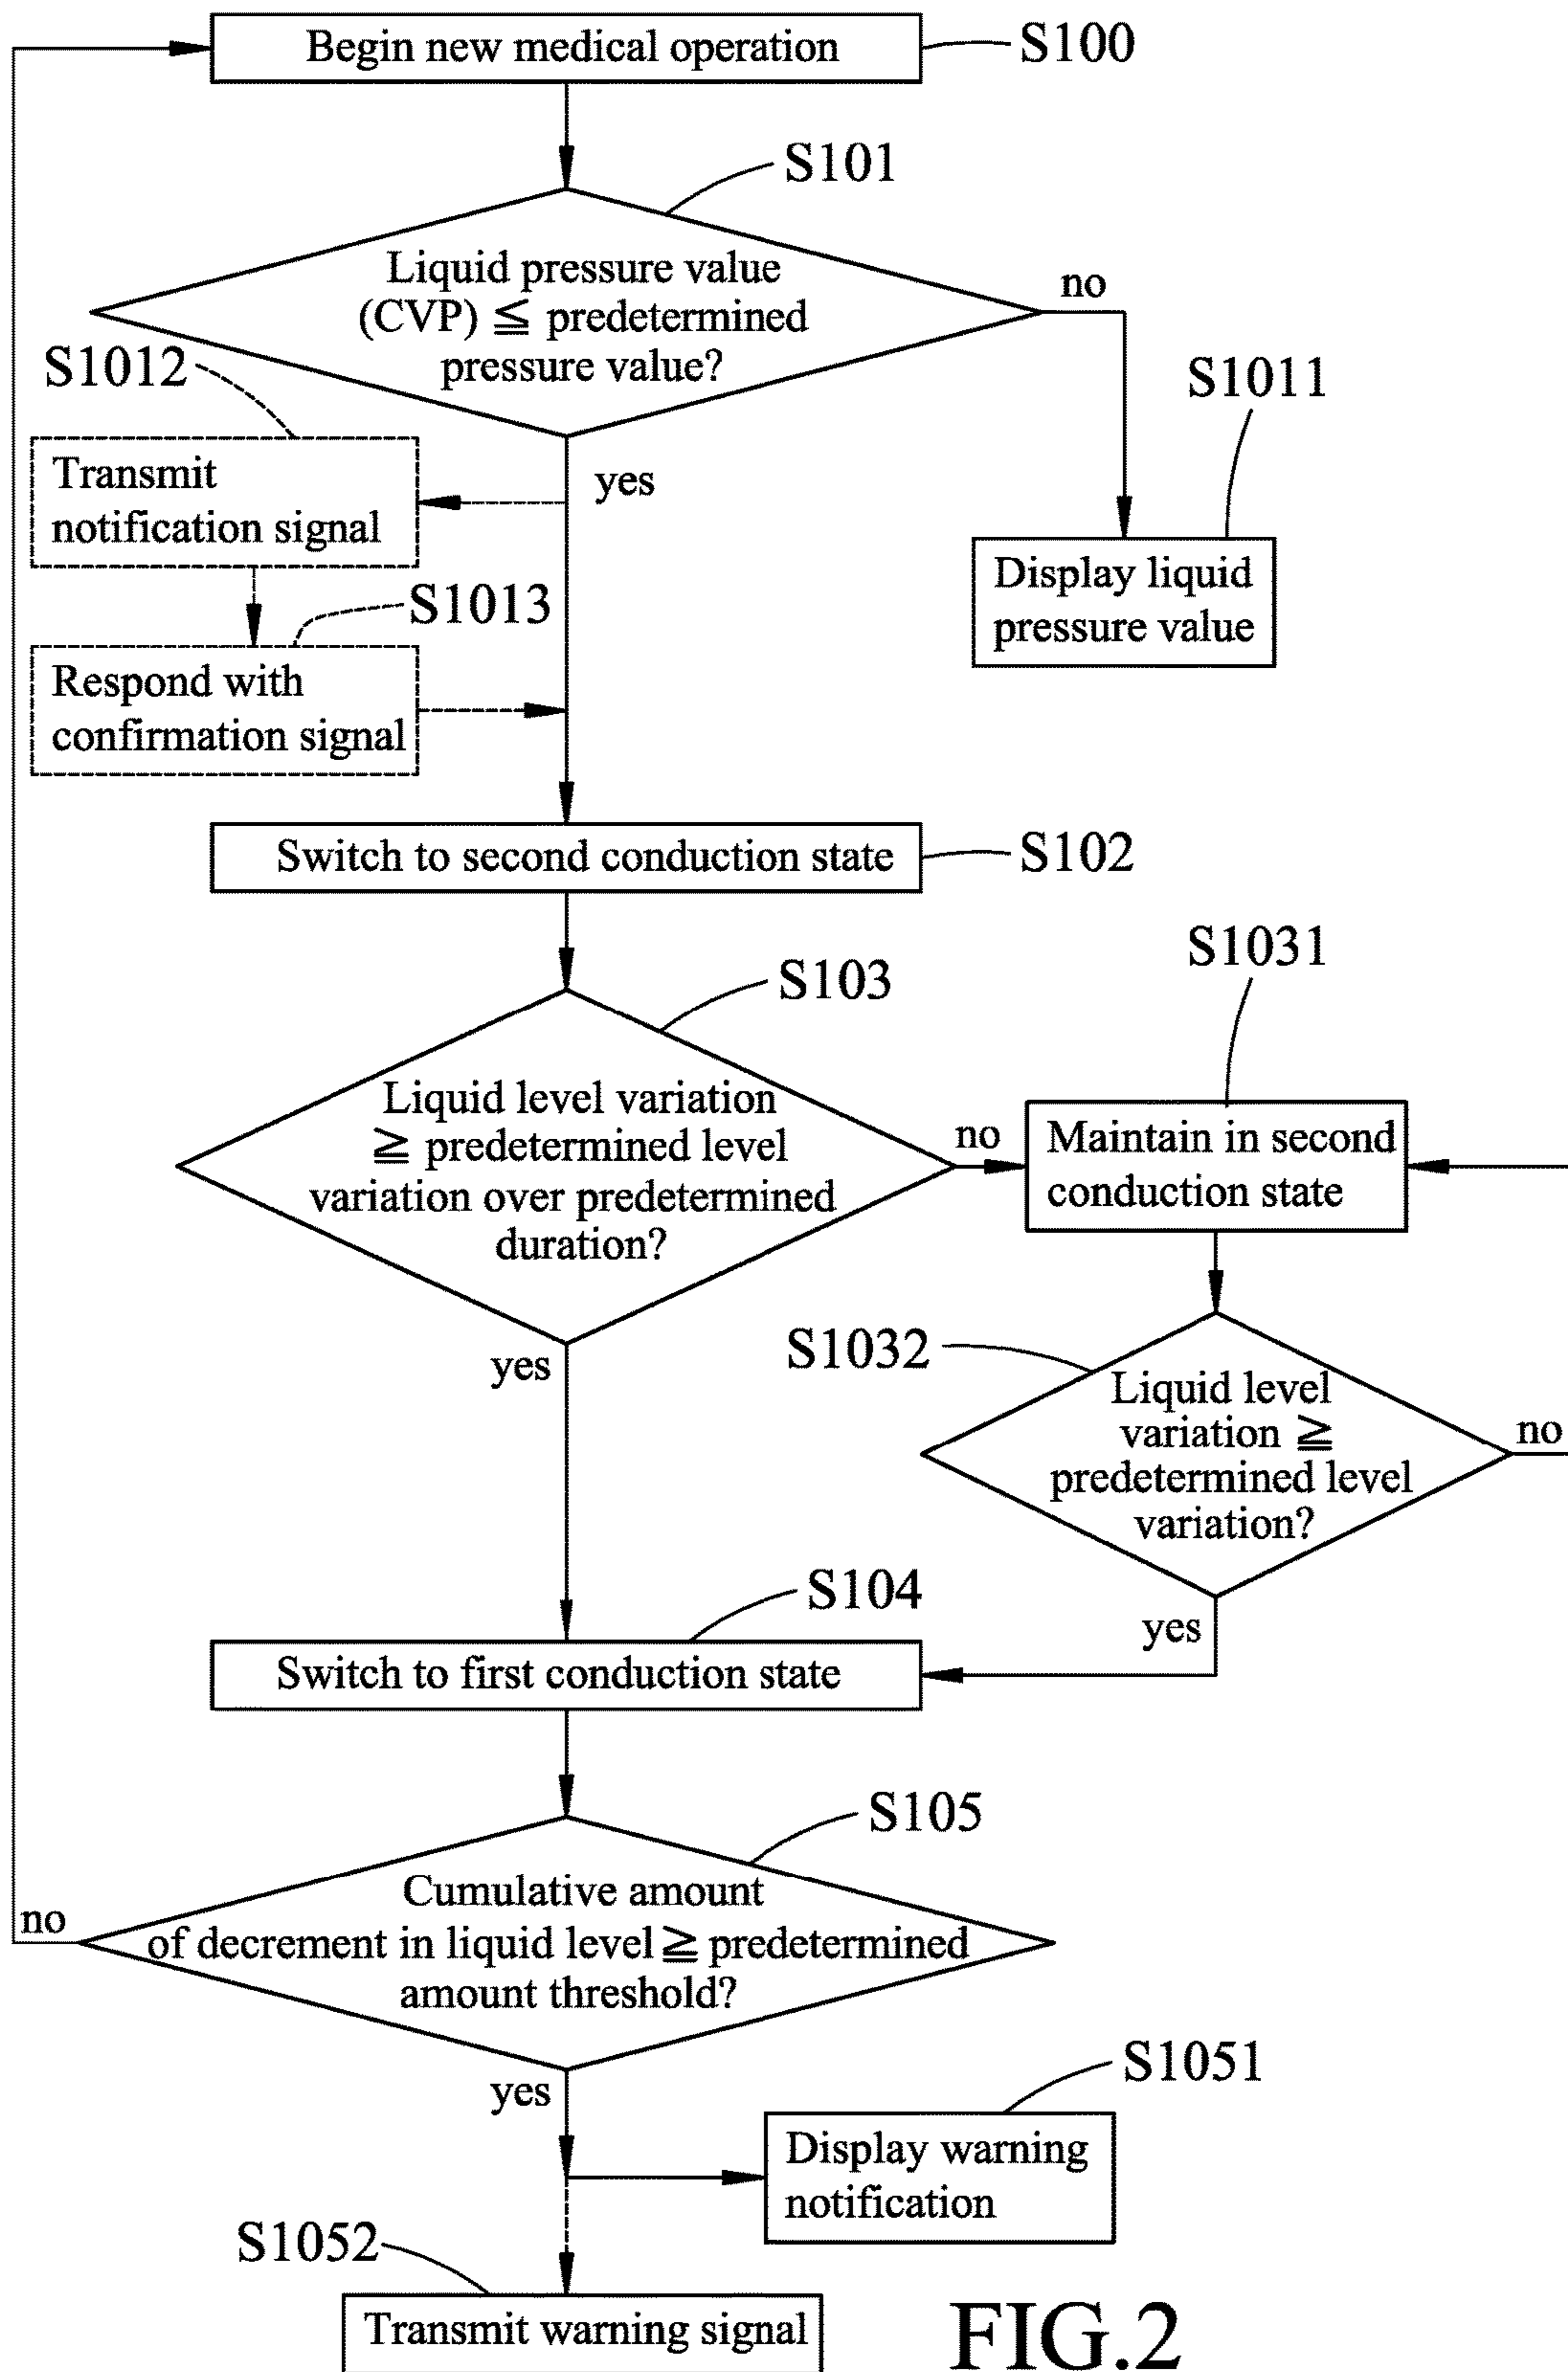 Begin new medical operation
S100
S101
Liquid pressure value
(CVP) ≦ predetermined
pressure value?
no
S1012
S1011
Transmit
notification signal
yes
Display liquid
pressure value
S1013
Respond with
confirmation signal
Switch to second conduction state
S102
S103
S1031
Liquid level variation
≧ predetermined level
variation over predetermined
duration?
no
Maintain in second
conduction state
yes
S1032
Liquid level
variation ≧
predetermined level
variation?
no
yes
S104
Switch to first conduction state
S105
Cumulative amount
of decrement in liquid level ≧ predetermined
amount threshold?
no
yes
S1051
Display warning
notification
S1052
Transmit warning signal
FIG.2